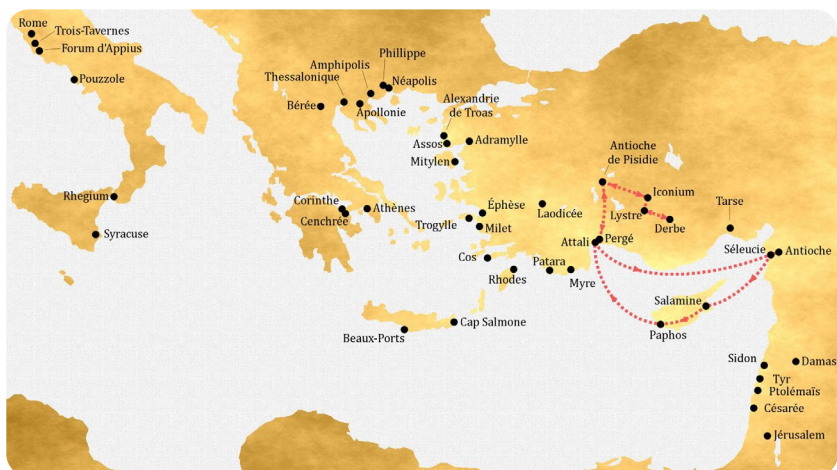 Rome
Trois-Tavernes
Forum d'Appius
Pouzzole
Rhegium
Syracuse
Phillippe
Amphipolis
Néapolis
Thessalonique
Bérée
Apollonie
Alexandrie
de Troas
Assos
Adramylle
Mitylen
Corinthe
Cenchrée
Athènes
Éphèse
Trogylle
Milet
Laodicée
Antioche
de Pisidie
Iconium
Lystre
Derbe
Tarse
Attali
Pergé
Séleucie
Antioche
Cos
Rhodes
Patara
Myre
Salamine
Paphos
Beaux-Ports
Cap Salmone
Sidon
Damas
Tyr
Ptolémaïs
Césarée
Jérusalem